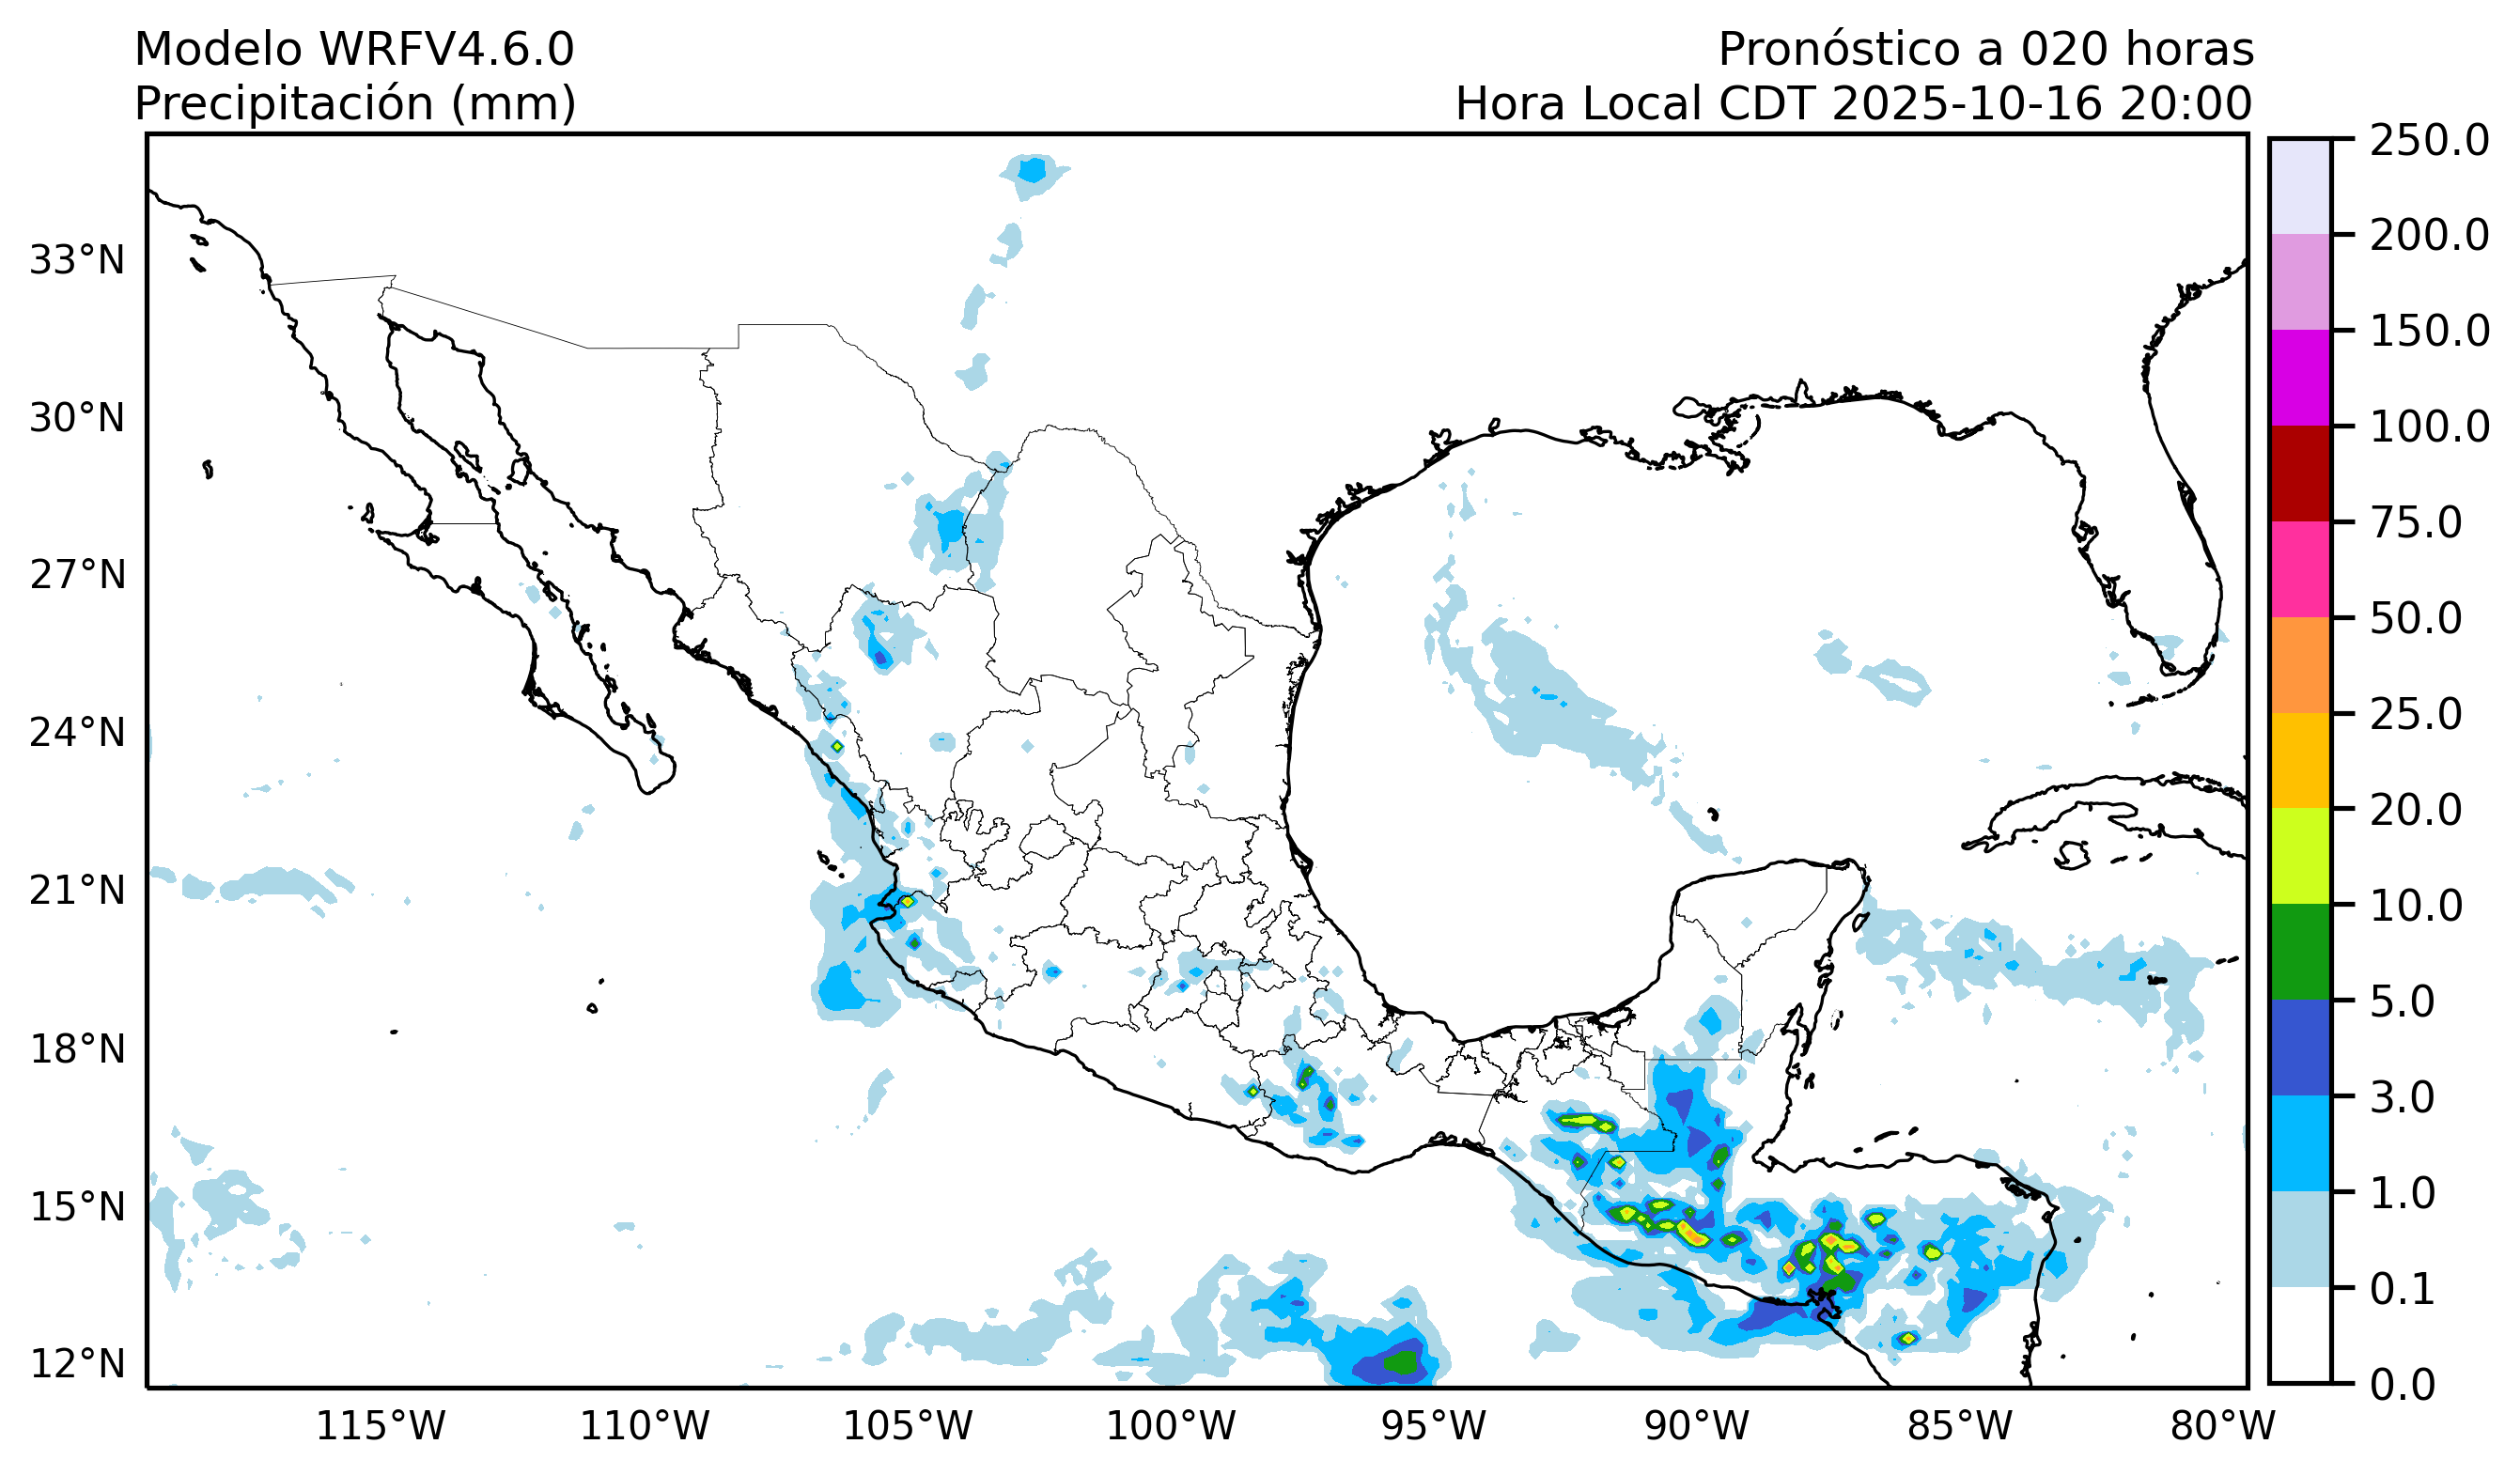 Modelo WRFV4.6.0
Precipitación (mm)
Pronóstico a 020 horas
Hora Local CDT 2025-10-16 20:00
33°N
30°N
27°N
24°N
21°N
18°N
15°N
12°N
115°W
110°W
105°W
100°W
95°W
90°W
85°W
80°W
250.0
200.0
150.0
100.0
75.0
50.0
25.0
20.0
10.0
5.0
3.0
1.0
0.1
0.0